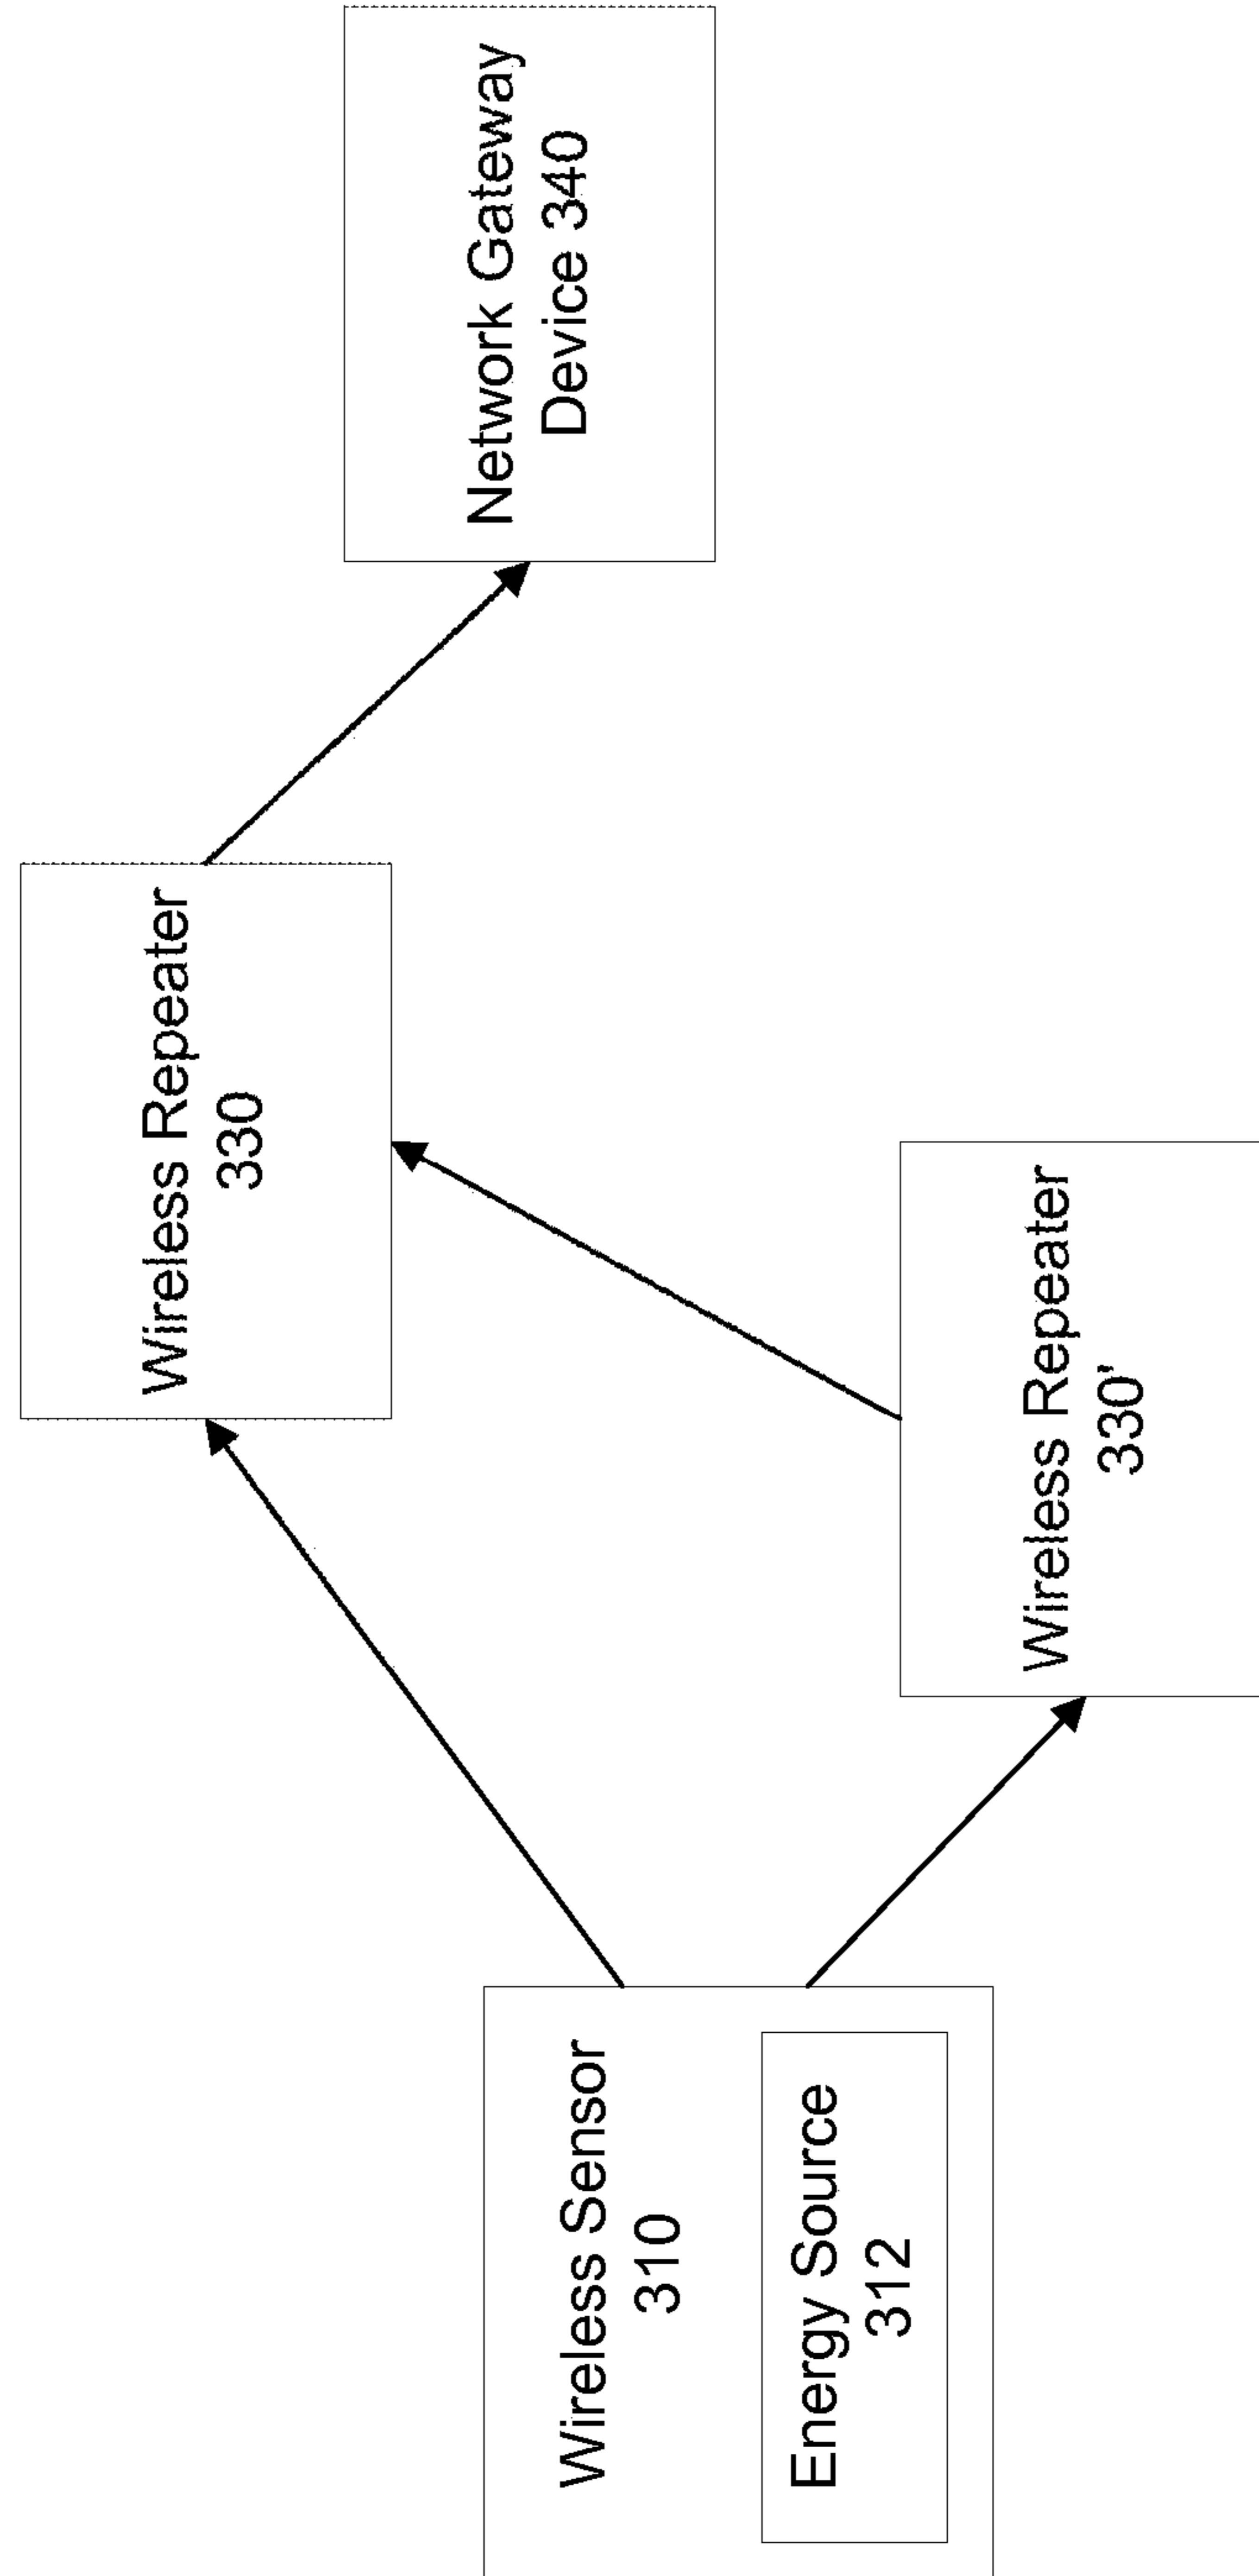 Wireless Sensor
310
Energy Source
312
Wireless Repeater
330
Wireless Repeater
330'
Network Gateway
Device 340